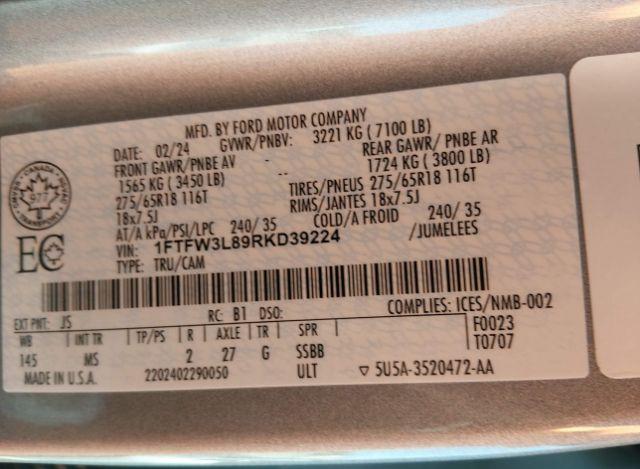 MFD. BY FORD MOTOR COMPANY
DATE: 02/24 GVWR/PNBV: 3221 KG (7100 LB)
FRONT GAWR/PNBE AV - -- REAR GAWR/ PNBE AR
1565 KG (3450 LB) 1724 KG (3800 LB)
275/65R18 116T TIRES/PNEUS 275/65R18 116T
18x7.5J RIMS/JANTES 18x7.5J
AT/A kPa/PSI/LPC 240/ 35 COLD/A FROID 240/ 35
VIN: 1FTFW3L89RKD39224 /JUMELEES
TYPE: TRU/CAM
CANADA
977
TRANSPORT
EC
EXT PNT: JS RC: B1 DSO: COMPLIES: ICES/NMB-002
WB INT TR TP/PS R AXLE TR SPR F0023
145 MS 2 27 G SSBB T0707
MADE IN U.S.A. 2202402290050 ULT ▽ 5U5A-3520472-AA